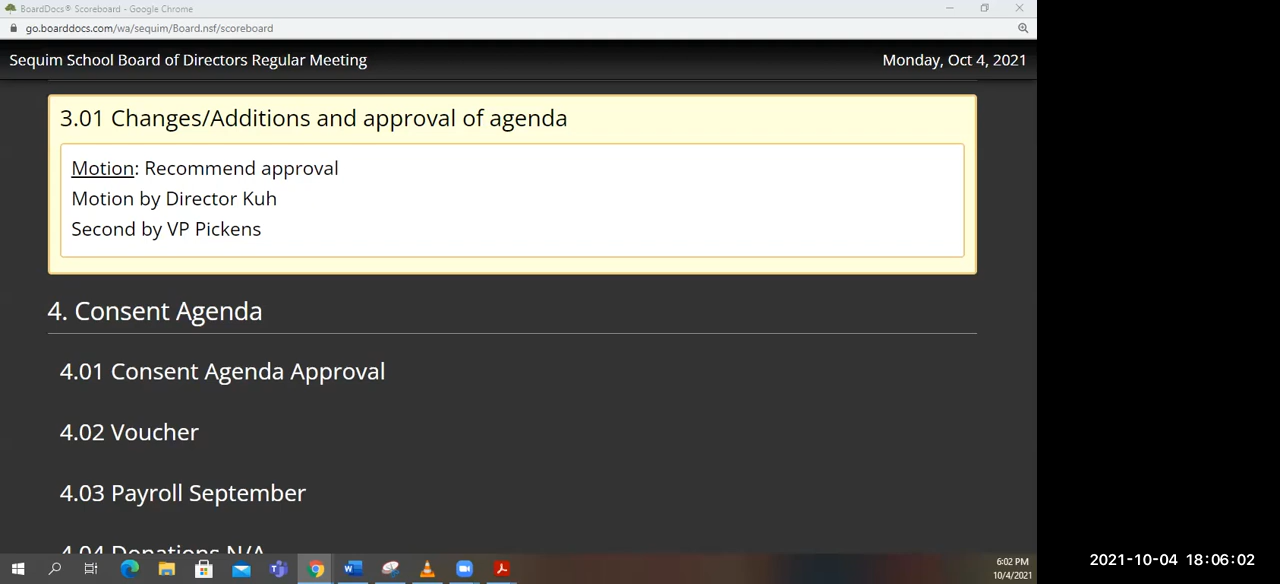 BoardDocs® Scoreboard - Google Chrome
go.boarddocs.com/wa/sequim/Board.nsf/scoreboard
Sequim School Board of Directors Regular Meeting
Monday, Oct 4, 2021
3.01 Changes/Additions and approval of agenda
Motion: Recommend approval
Motion by Director Kuh
Second by VP Pickens
4. Consent Agenda
4.01 Consent Agenda Approval
4.02 Voucher
4.03 Payroll September
4.04 Donations N/A
6:02 PM
10/4/2021
2021-10-04 18:06:02